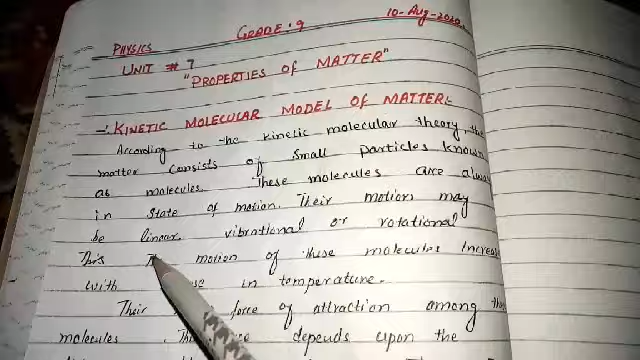 PHYSICS GRADE:9 10-Aug-2020
UNIT # 7
"PROPERTIES OF MATTER"
KINETIC MOLECULAR MODEL OF MATTER:-
According to the kinetic molecular theory, the
matter consists of small particles known
as molecules. These molecules are
in state of motion. Their motion may
be linear, vibrational or rotational
This motion of these molecules
with in temperature.
Their force of attraction among
molecules. depends upon the